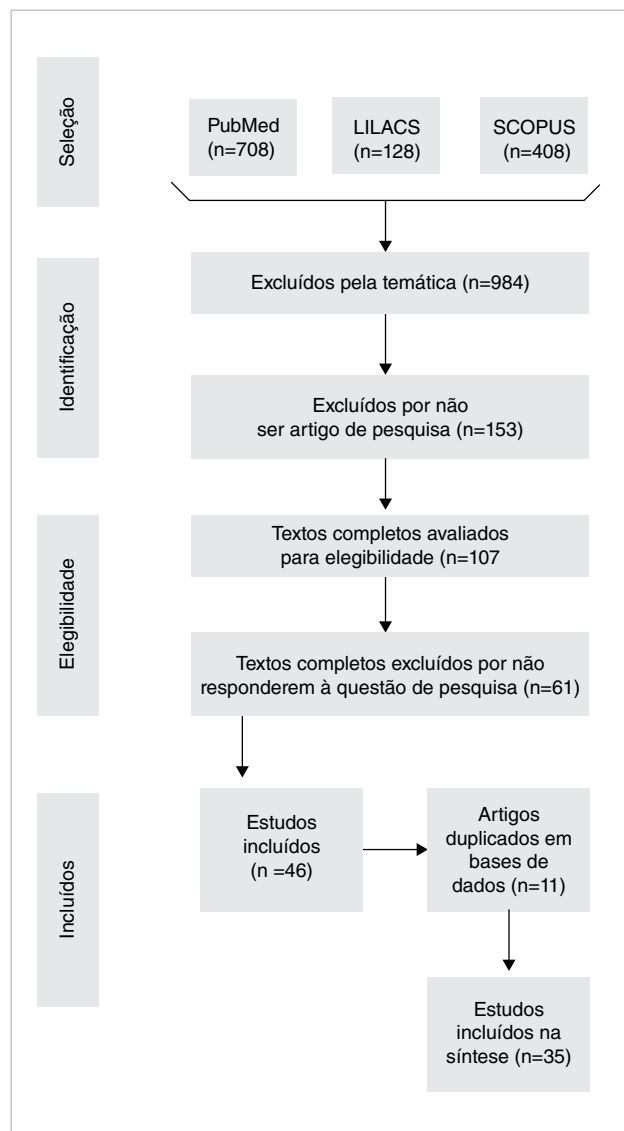 Seleção
PubMed
(n=708)
LILACS
(n=128)
SCOPUS
(n=408)
Identificação
Excluídos pela temática (n=984)
Excluídos por não
ser artigo de pesquisa (n=153)
Elegibilidade
Textos completos avaliados
para elegibilidade (n=107
Textos completos excluídos por não
responderem à questão de pesquisa (n=61)
Incluídos
Estudos
incluídos
(n =46)
Artigos
duplicados em
bases de
dados (n=11)
Estudos
incluídos na
síntese (n=35)